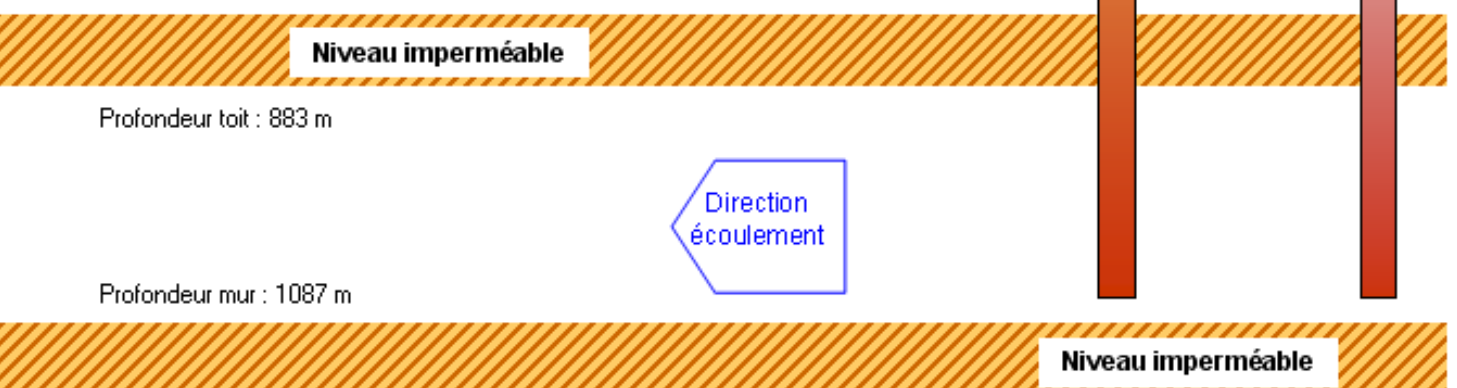 Niveau imperméable
Profondeur toit : 883 m
Direction
écoulement
Profondeur mur : 1087 m
Niveau imperméable